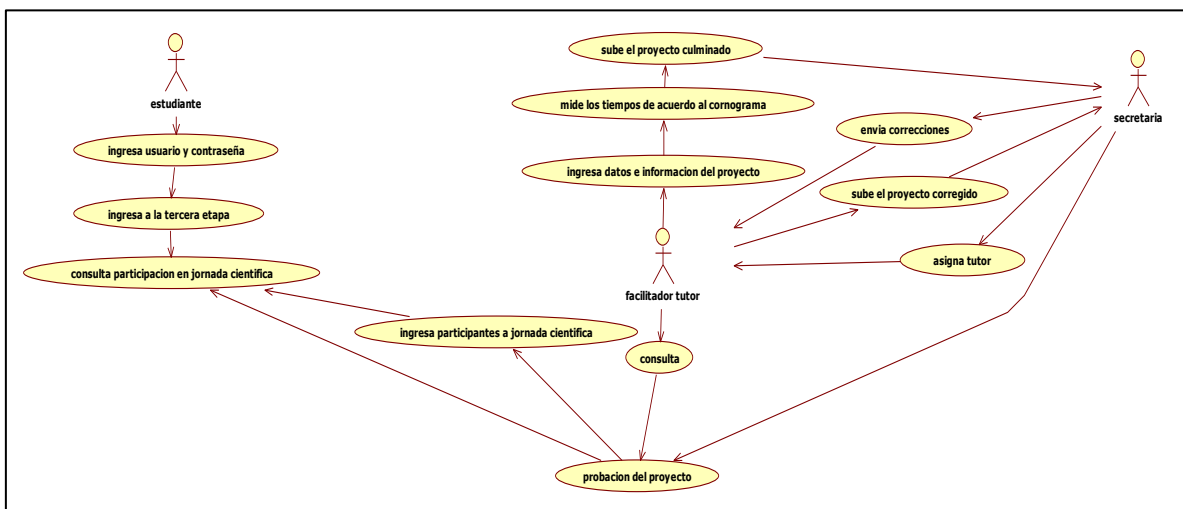 sube el proyecto culminado
estudiante
mide los tiempos de acuerdo al cornograma
secretaria
envia correcciones
ingresa usuario y contraseña
ingresa datos e informacion del proyecto
sube el proyecto corregido
ingresa a la tercera etapa
asigna tutor
consulta participacion en jornada cientifica
facilitador tutor
ingresa participantes a jornada cientifica
consulta
probacion del proyecto